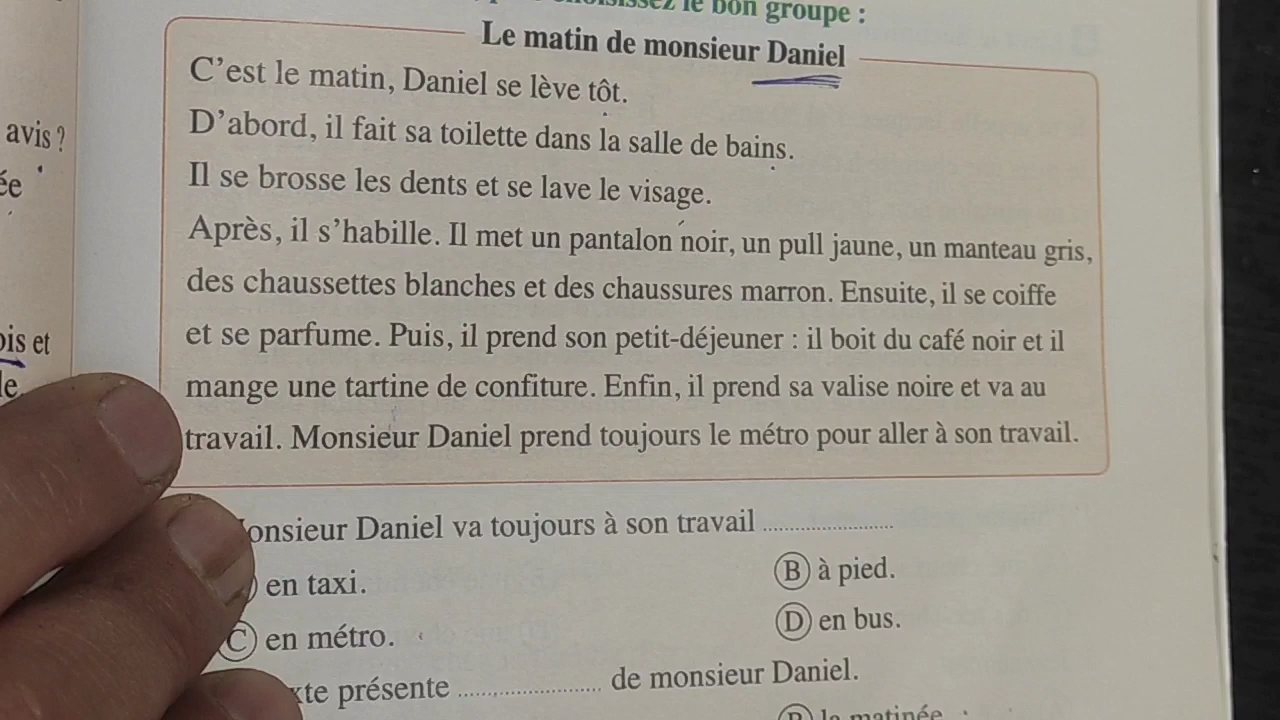 choisissez le bon groupe :
Le matin de monsieur Daniel
C'est le matin, Daniel se lève tôt.
D'abord, il fait sa toilette dans la salle de bains.
Il se brosse les dents et se lave le visage.
Après, il s'habille. Il met un pantalon noir, un pull jaune, un manteau gris,
des chaussettes blanches et des chaussures marron. Ensuite, il se coiffe
et se parfume. Puis, il prend son petit-déjeuner : il boit du café noir et il
mange une tartine de confiture. Enfin, il prend sa valise noire et va au
travail. Monsieur Daniel prend toujours le métro pour aller à son travail.
onsieur Daniel va toujours à son travail ........................
en taxi.
B à pied.
C en métro.
D en bus.
xte présente ........................ de monsieur Daniel.
B la matinée
avis ?
ée
et